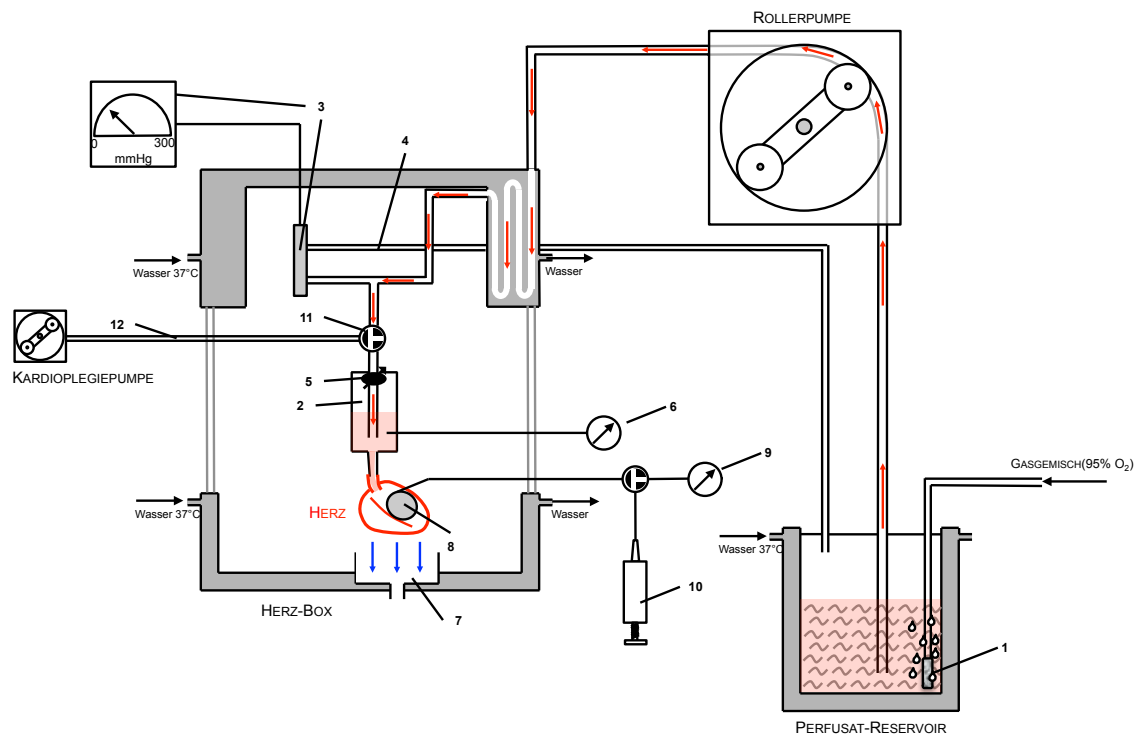 ROLLERPUMPE
3
4
0
300
mmHg
Wasser 37°C
Wasser
12
11
KARDIOPLEGIEPUMPE
5
2
6
9
GASGEMISCH(95% O₂)
Wasser 37°C
HERZ
8
Wasser
Wasser 37°C
10
7
HERZ-BOX
1
PERFUSAT-RESERVOIR